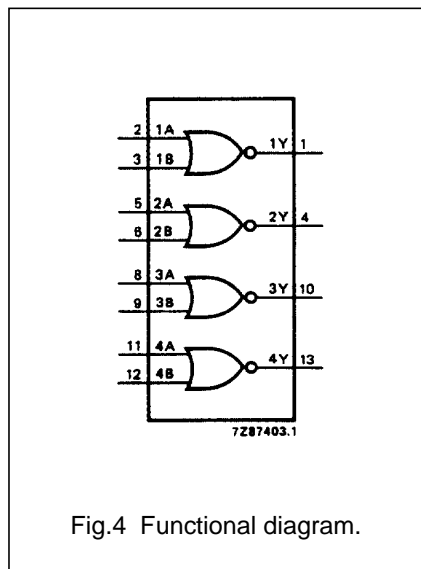 2 1A
1Y 1
3 1B
5 2A
2Y 4
6 2B
8 3A
3Y 10
9 3B
11 4A
4Y 13
12 4B
7Z87403.1
Fig.4 Functional diagram.